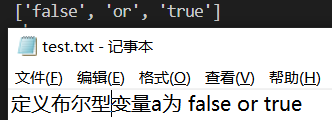 ['false', 'or', 'true']
test.txt - 记事本
文件(F) 编辑(E) 格式(O) 查看(V) 帮助(H)
定义布尔型变量a为 false or true